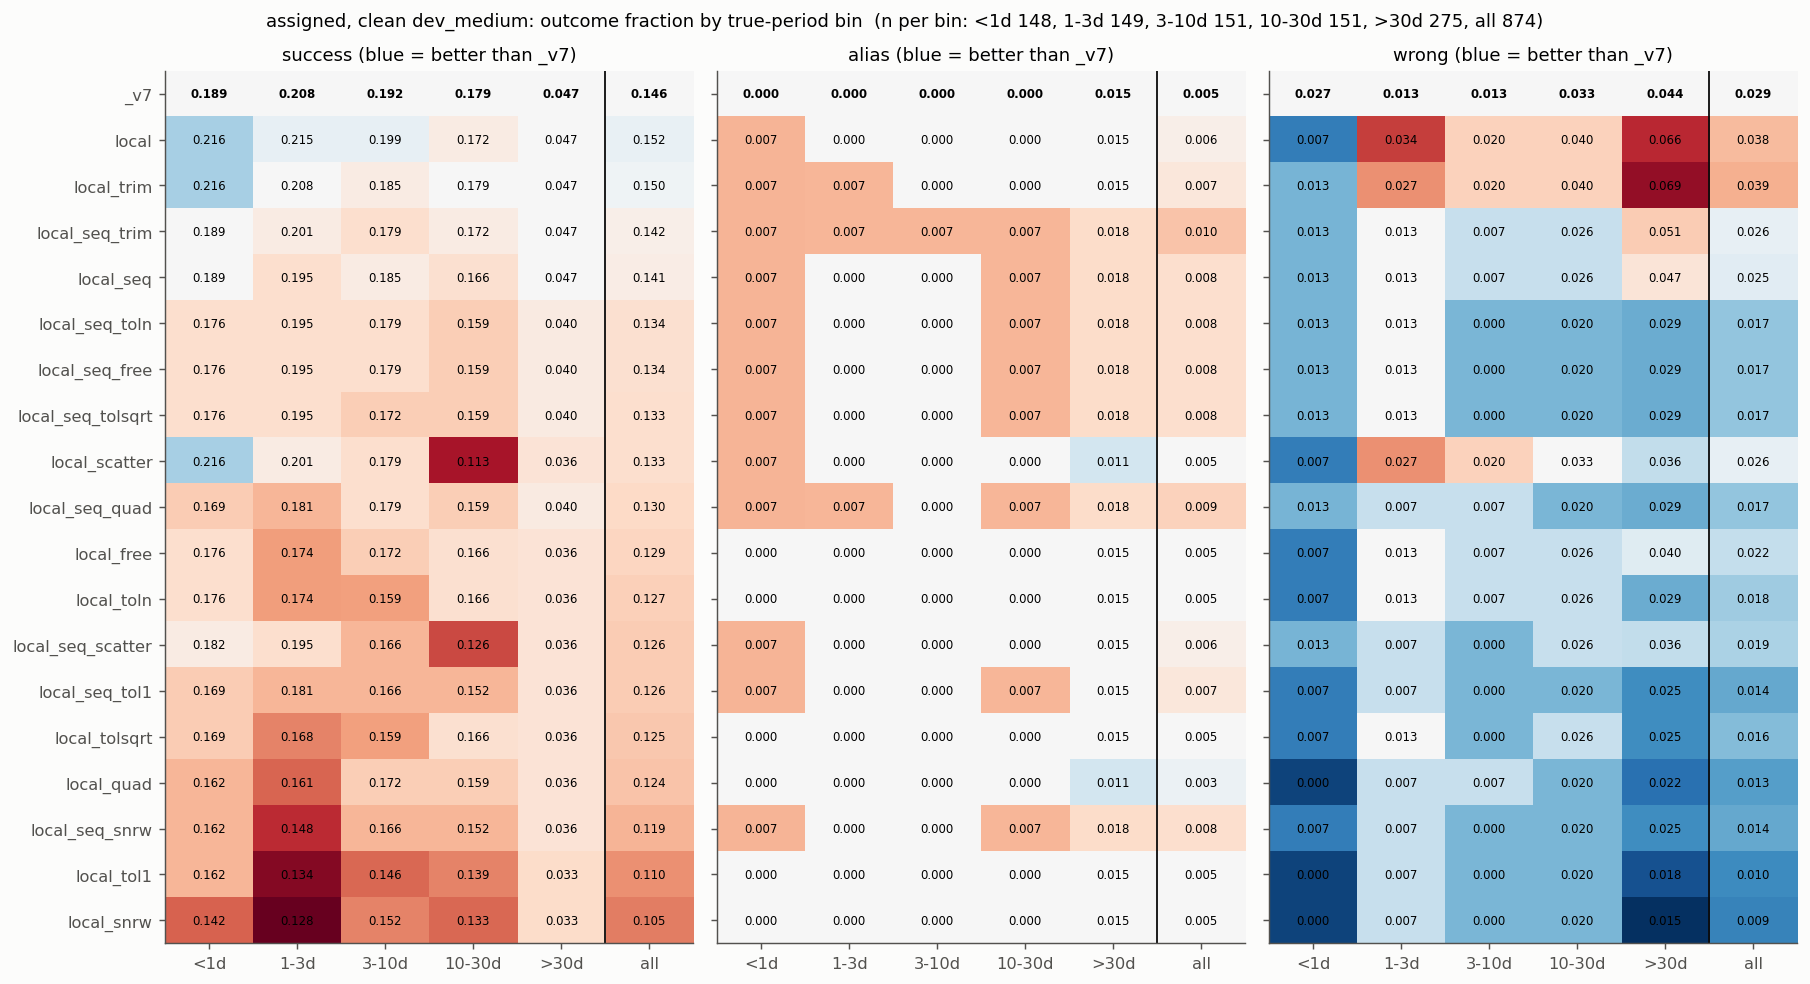 assigned, clean dev_medium: outcome fraction by true-period bin  (n per bin: <1d 148, 1-3d 149, 3-10d 151, 10-30d 151, >30d 275, all 874)
success (blue = better than _v7) alias (blue = better than _v7) wrong (blue = better than _v7)
_v7 0.189 0.208 0.192 0.179 0.047 0.146 0.000 0.000 0.000 0.000 0.015 0.005 0.027 0.013 0.013 0.033 0.044 0.029
local 0.216 0.215 0.199 0.172 0.047 0.152 0.007 0.000 0.000 0.000 0.015 0.006 0.007 0.034 0.020 0.040 0.066 0.038
local_trim 0.216 0.208 0.185 0.179 0.047 0.150 0.007 0.007 0.000 0.000 0.015 0.007 0.013 0.027 0.020 0.040 0.069 0.039
local_seq_trim 0.189 0.201 0.179 0.172 0.047 0.142 0.007 0.007 0.007 0.007 0.018 0.010 0.013 0.013 0.007 0.026 0.051 0.026
local_seq 0.189 0.195 0.185 0.166 0.047 0.141 0.007 0.000 0.000 0.007 0.018 0.008 0.013 0.013 0.007 0.026 0.047 0.025
local_seq_toln 0.176 0.195 0.179 0.159 0.040 0.134 0.007 0.000 0.000 0.007 0.018 0.008 0.013 0.013 0.000 0.020 0.029 0.017
local_seq_free 0.176 0.195 0.179 0.159 0.040 0.134 0.007 0.000 0.000 0.007 0.018 0.008 0.013 0.013 0.000 0.020 0.029 0.017
local_seq_tolsqrt 0.176 0.195 0.172 0.159 0.040 0.133 0.007 0.000 0.000 0.007 0.018 0.008 0.013 0.013 0.000 0.020 0.029 0.017
local_scatter 0.216 0.201 0.179 0.113 0.036 0.133 0.007 0.000 0.000 0.000 0.011 0.005 0.007 0.027 0.020 0.033 0.036 0.026
local_seq_quad 0.169 0.181 0.179 0.159 0.040 0.130 0.007 0.007 0.000 0.007 0.018 0.009 0.013 0.007 0.007 0.020 0.029 0.017
local_free 0.176 0.174 0.172 0.166 0.036 0.129 0.000 0.000 0.000 0.000 0.015 0.005 0.007 0.013 0.007 0.026 0.040 0.022
local_toln 0.176 0.174 0.159 0.166 0.036 0.127 0.000 0.000 0.000 0.000 0.015 0.005 0.007 0.013 0.007 0.026 0.029 0.018
local_seq_scatter 0.182 0.195 0.166 0.126 0.036 0.126 0.007 0.000 0.000 0.000 0.015 0.006 0.013 0.007 0.000 0.026 0.036 0.019
local_seq_tol1 0.169 0.181 0.166 0.152 0.036 0.126 0.007 0.000 0.000 0.007 0.015 0.007 0.007 0.007 0.000 0.020 0.025 0.014
local_tolsqrt 0.169 0.168 0.159 0.166 0.036 0.125 0.000 0.000 0.000 0.000 0.015 0.005 0.007 0.013 0.000 0.026 0.025 0.016
local_quad 0.162 0.161 0.172 0.159 0.036 0.124 0.000 0.000 0.000 0.000 0.011 0.003 0.000 0.007 0.007 0.020 0.022 0.013
local_seq_snrw 0.162 0.148 0.166 0.152 0.036 0.119 0.007 0.000 0.000 0.007 0.018 0.008 0.007 0.007 0.000 0.020 0.025 0.014
local_tol1 0.162 0.134 0.146 0.139 0.033 0.110 0.000 0.000 0.000 0.000 0.015 0.005 0.000 0.007 0.000 0.020 0.018 0.010
local_snrw 0.142 0.128 0.152 0.133 0.033 0.105 0.000 0.000 0.000 0.000 0.015 0.005 0.000 0.007 0.000 0.020 0.015 0.009
<1d 1-3d 3-10d 10-30d >30d all <1d 1-3d 3-10d 10-30d >30d all <1d 1-3d 3-10d 10-30d >30d all